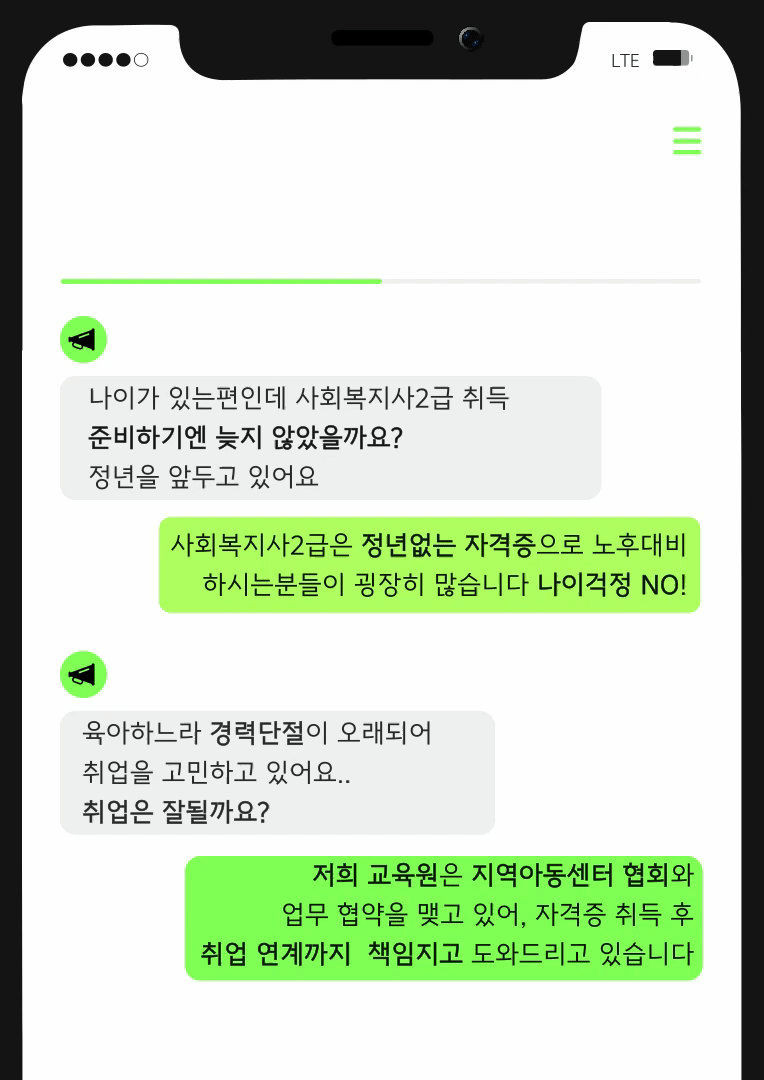 LTE
나이가 있는편인데 사회복지사2급 취득
준비하기엔 늦지 않았을까요?
정년을 앞두고 있어요
사회복지사2급은 정년없는 자격증으로 노후대비
하시는분들이 굉장히 많습니다 나이걱정 NO!
육아하느라 경력단절이 오래되어
취업을 고민하고 있어요..
취업은 잘될까요?
저희 교육원은 지역아동센터 협회와
업무 협약을 맺고 있어, 자격증 취득 후
취업 연계까지 책임지고 도와드리고 있습니다